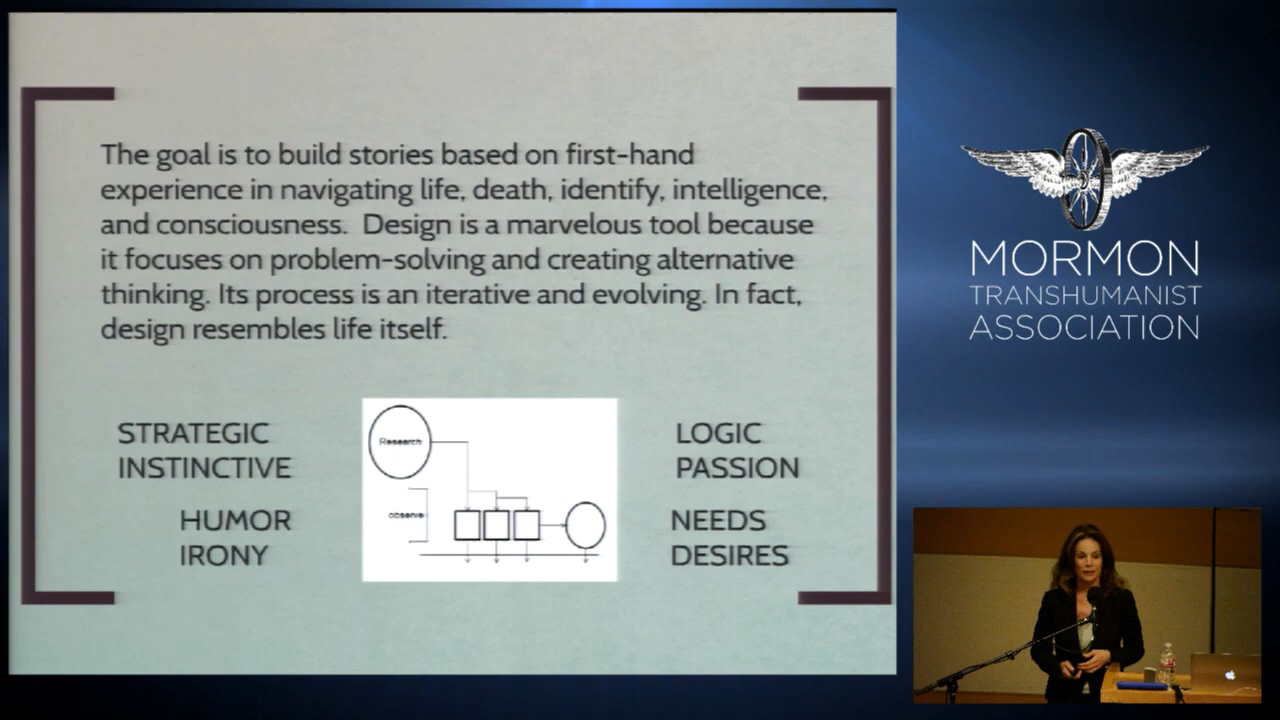 The goal is to build stories based on first-hand
experience in navigating life, death, identify, intelligence,
and consciousness.  Design is a marvelous tool because
it focuses on problem-solving and creating alternative
thinking. Its process is an iterative and evolving. In fact,
design resembles life itself.
STRATEGIC
INSTINCTIVE
HUMOR
IRONY
Research
observe
LOGIC
PASSION
NEEDS
DESIRES
MORMON
TRANSHUMANIST
ASSOCIATION